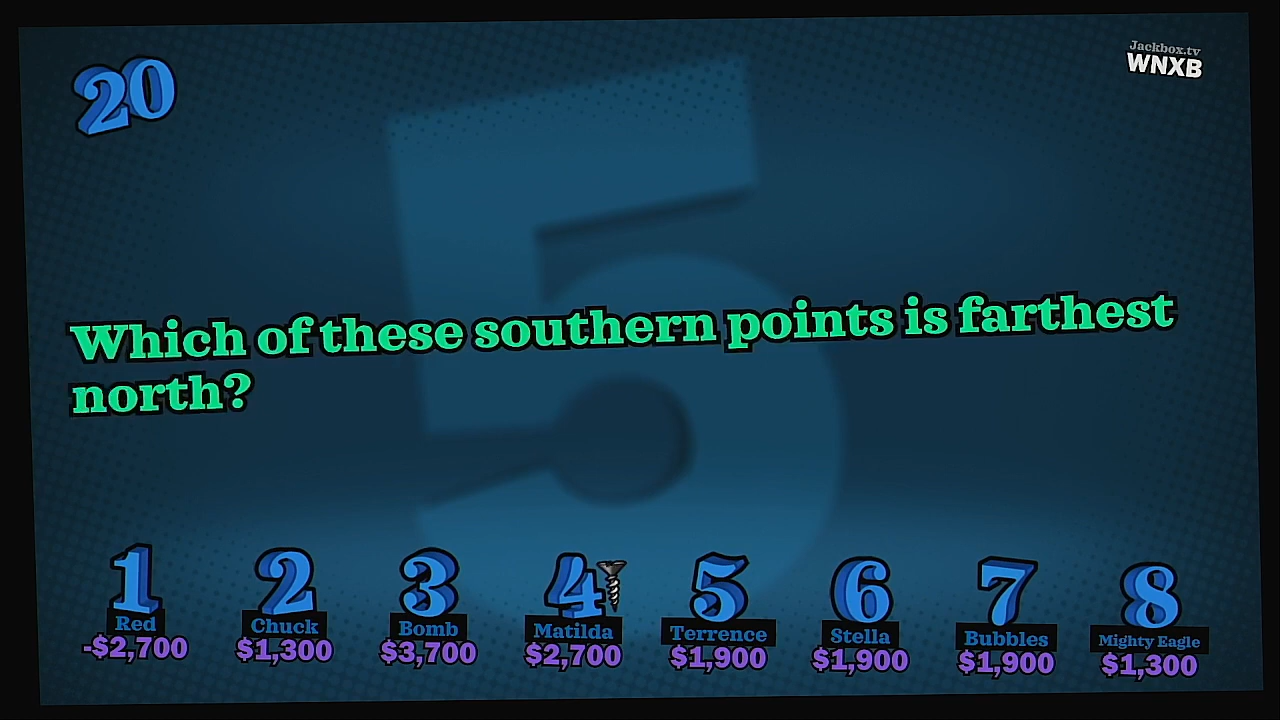 20
Jackbox.tv
WNXB
5
Which of these southern points is farthest
north?
1 2 3 4 5 6 7 8
Red Chuck Bomb Matilda Terrence Stella Bubbles Mighty Eagle
-$2,700 $1,300 $3,700 $2,700 $1,900 $1,900 $1,900 $1,300